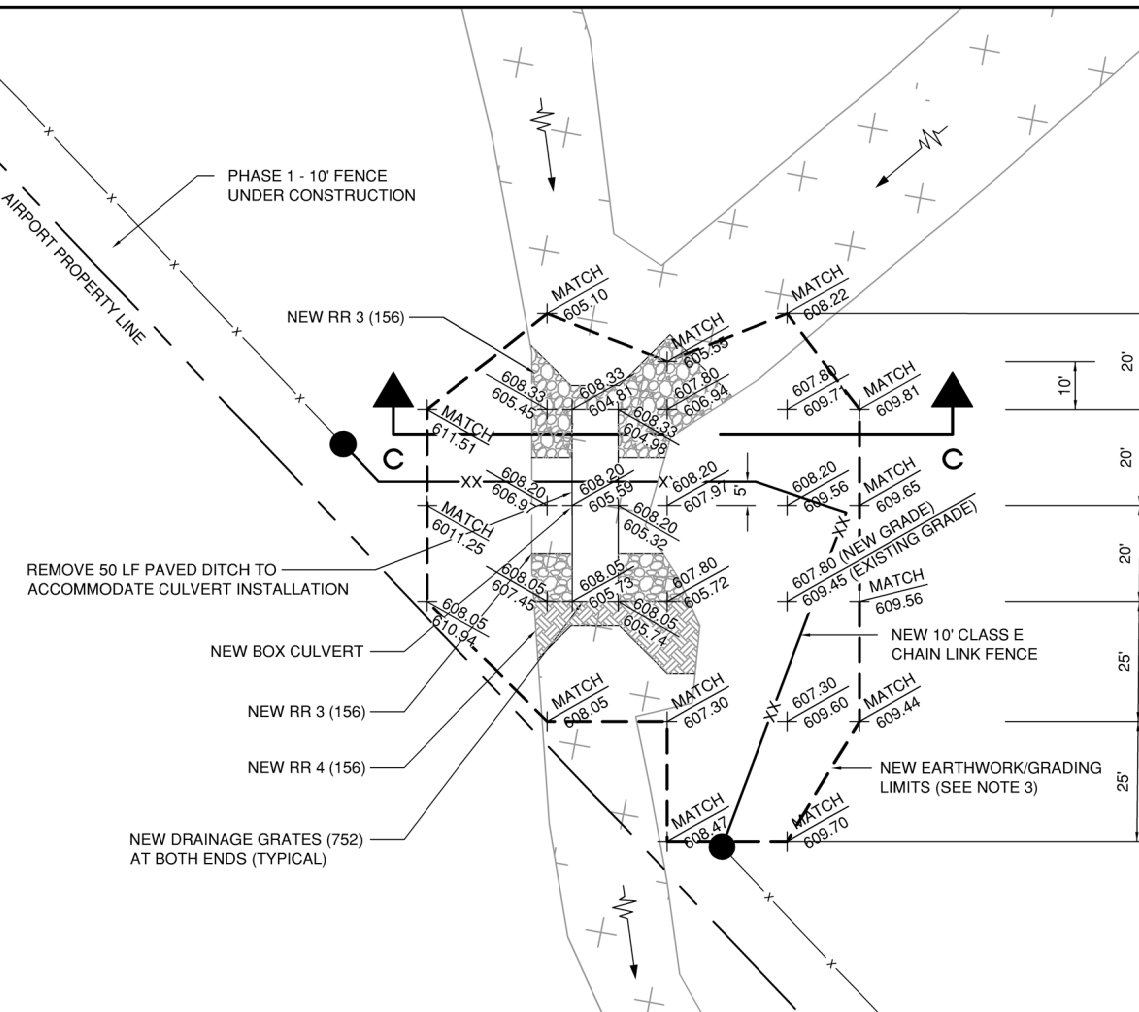 PHASE 1 - 10' FENCE
UNDER CONSTRUCTION
AIRPORT PROPERTY LINE
NEW RR 3 (156)
MATCH
605.10
MATCH
605.55
MATCH
608.22
20'
10'
608.33
605.45
608.33
604.81
608.33
604.98
607.80
606.94
607.80
609.71
MATCH
609.81
MATCH
611.51
C
C
20'
XX
X
608.20
606.97
608.20
605.59
608.20
607.97
5'
608.20
609.56
MATCH
609.65
MATCH
6011.25
608.20
605.32
XX
607.80 (NEW GRADE)
609.45 (EXISTING GRADE)
20'
REMOVE 50 LF PAVED DITCH TO
ACCOMMODATE CULVERT INSTALLATION
608.05
607.45
608.05
605.73
607.80
605.72
MATCH
609.56
608.05
610.94
608.05
605.74
NEW BOX CULVERT
NEW 10' CLASS E
CHAIN LINK FENCE
25'
NEW RR 3 (156)
MATCH
608.05
MATCH
607.30
XX
607.30
609.60
MATCH
609.44
NEW RR 4 (156)
NEW EARTHWORK/GRADING
LIMITS (SEE NOTE 3)
25'
NEW DRAINAGE GRATES (752)
AT BOTH ENDS (TYPICAL)
MATCH
608.47
MATCH
609.70